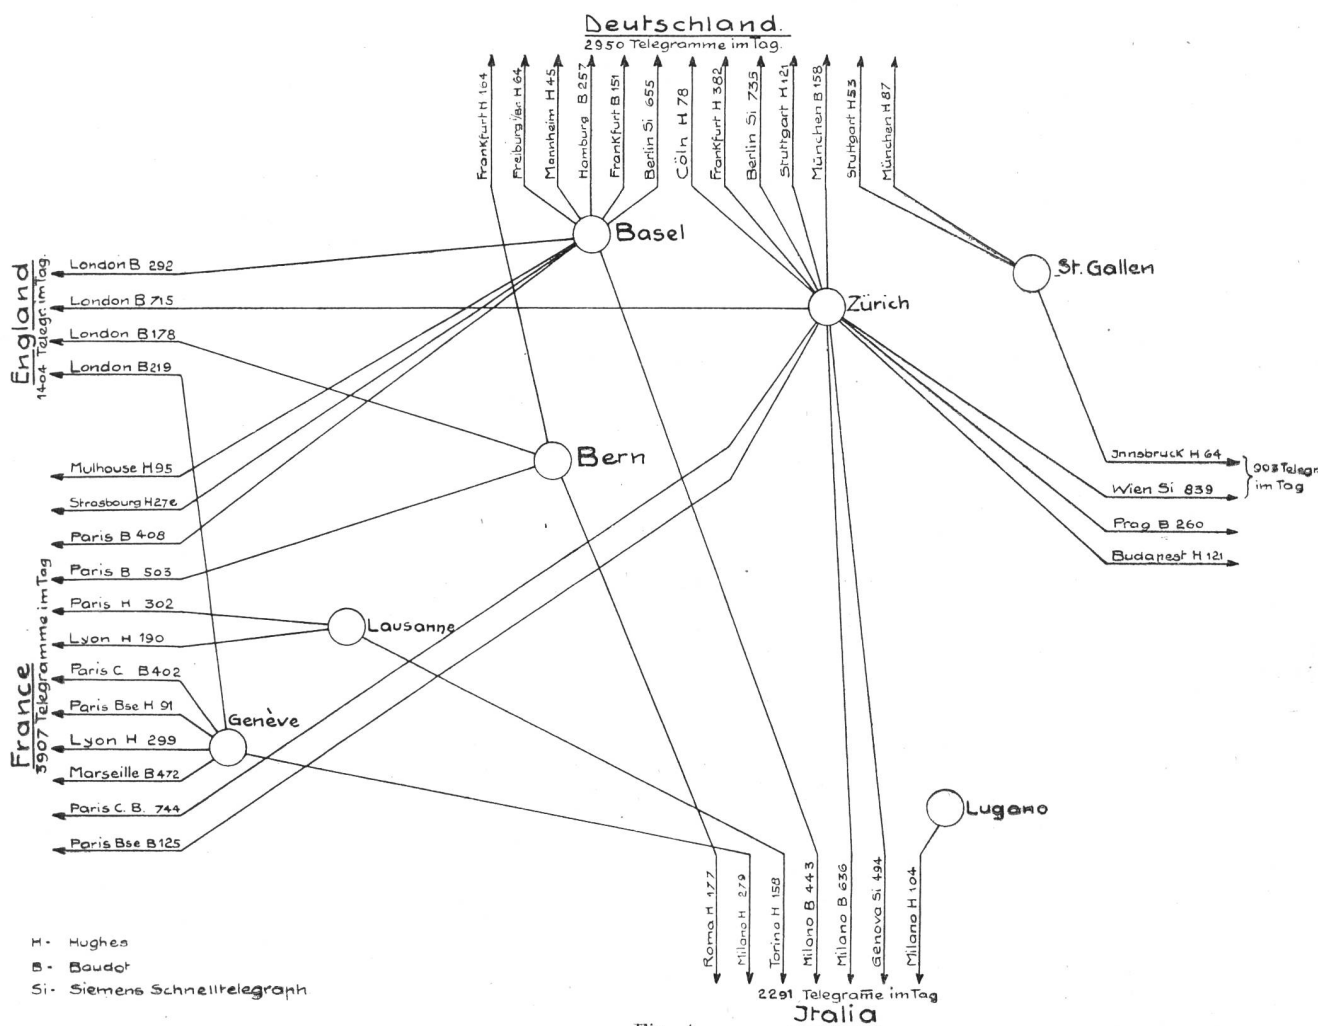 Deutschland.
2950 Telegramme im Tag.
Frankfurt H 164
Freiburg i/Br. H 64
Mannheim H 45
Hamburg B 257
Frankfurt B 151
Berlin Si 655
Cöln H 78
Frankfurt H 382
Berlin Si 735
Stuttgart H 121
München B 158
Stuttgart H 53
München H 87
Basel
St. Gallen
Zürich
England
1404 Telegr. im Tag.
London B 292
London B 715
London B 178
London B 219
Bern
Mulhouse H 95
Strasbourg H 27e
Paris B 408
Paris B 503
Paris H 302
Lyon H 190
Paris C B 402
Paris Bse H 91
Lyon H 299
Marseille B 472
Paris C. B. 744
Paris Bse B 125
France
3907 Telegramme im Tag
Innsbruck H 64
Wien Si 839
903 Telegr.
im Tag
Prag B 260
Budapest H 121
Lausanne
Genève
Lugano
Roma H 177
Milano H 279
Torino H 158
Milano B 443
Milano B 636
Genova Si 494
Milano H 104
2291 Telegrame im Tag
Italia
H - Hughes
B - Baudot
Si - Siemens Schnelltelegraph